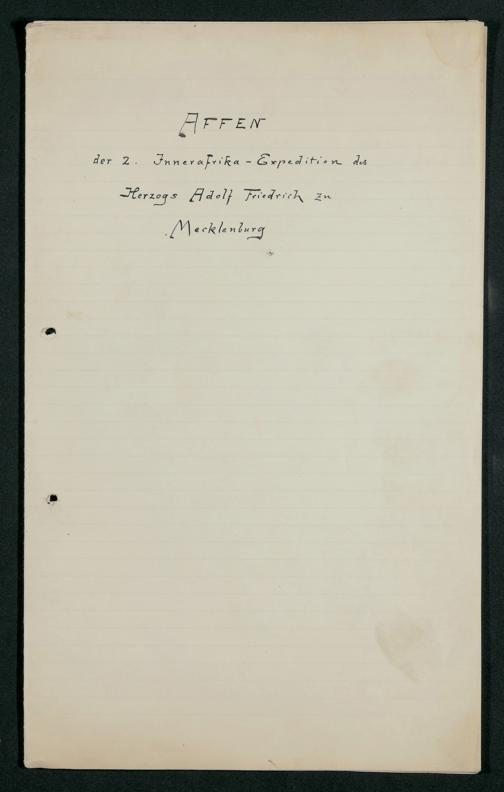 AFFEN
der 2. Innerafrika - Expedition des
Herzogs Adolf Friedrich zu
Mecklenburg